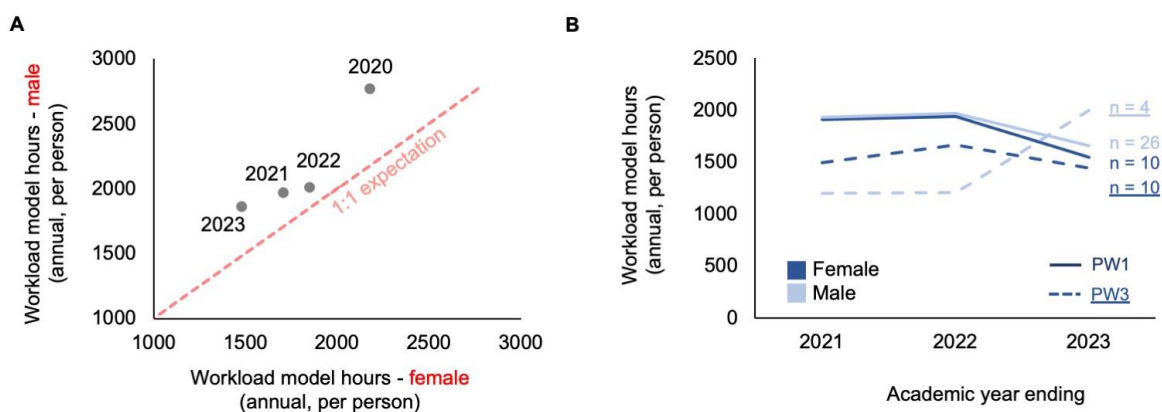 A
Workload model hours - male
(annual, per person)
3000
2500
2000
1500
1000
2020
2021
2022
2023
1:1 expectation
1000
1500
2000
2500
3000
Workload model hours - female
(annual, per person)
B
Workload model hours
(annual, per person)
2500
2000
1500
1000
500
0
n = 4
n = 26
n = 10
n = 10
Female
Male
PW1
PW3
2021
2022
2023
Academic year ending